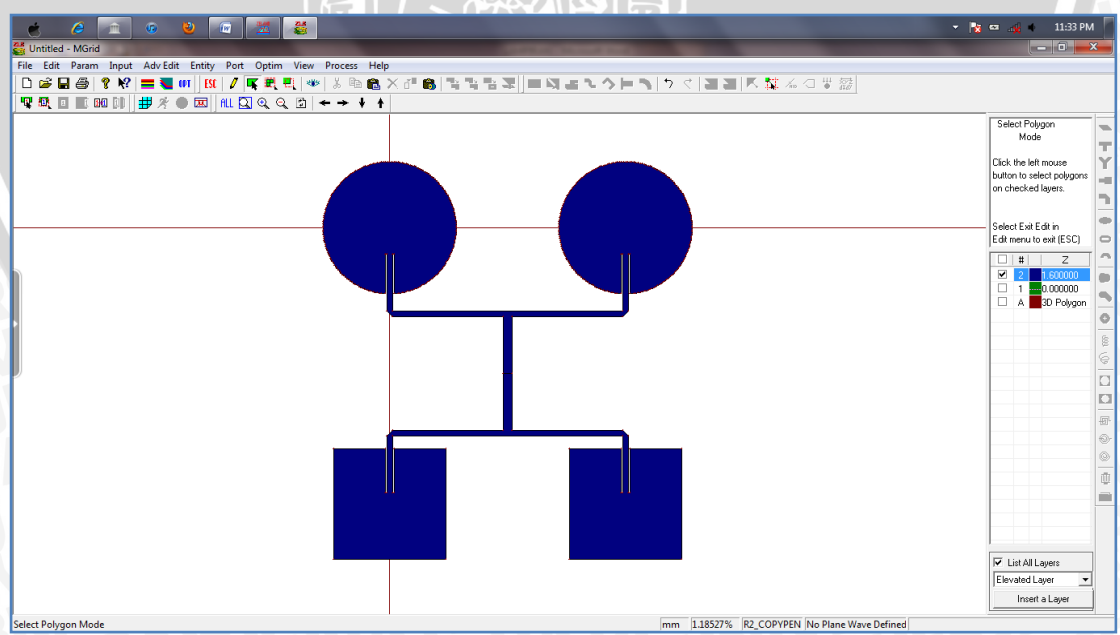 11:33 PM
Untitled - MGrid
File Edit Param Input Adv Edit Entity Port Optim View Process Help
OPT ESC
ALL
Select Polygon
Mode
Click the left mouse
button to select polygons
on checked layers.
Select Exit Edit in
Edit menu to exit (ESC)
# Z
2 1.600000
1 0.000000
A 3D Polygon
List All Layers
Elevated Layer
Insert a Layer
Select Polygon Mode mm 1.18527% R2_COPYPEN No Plane Wave Defined